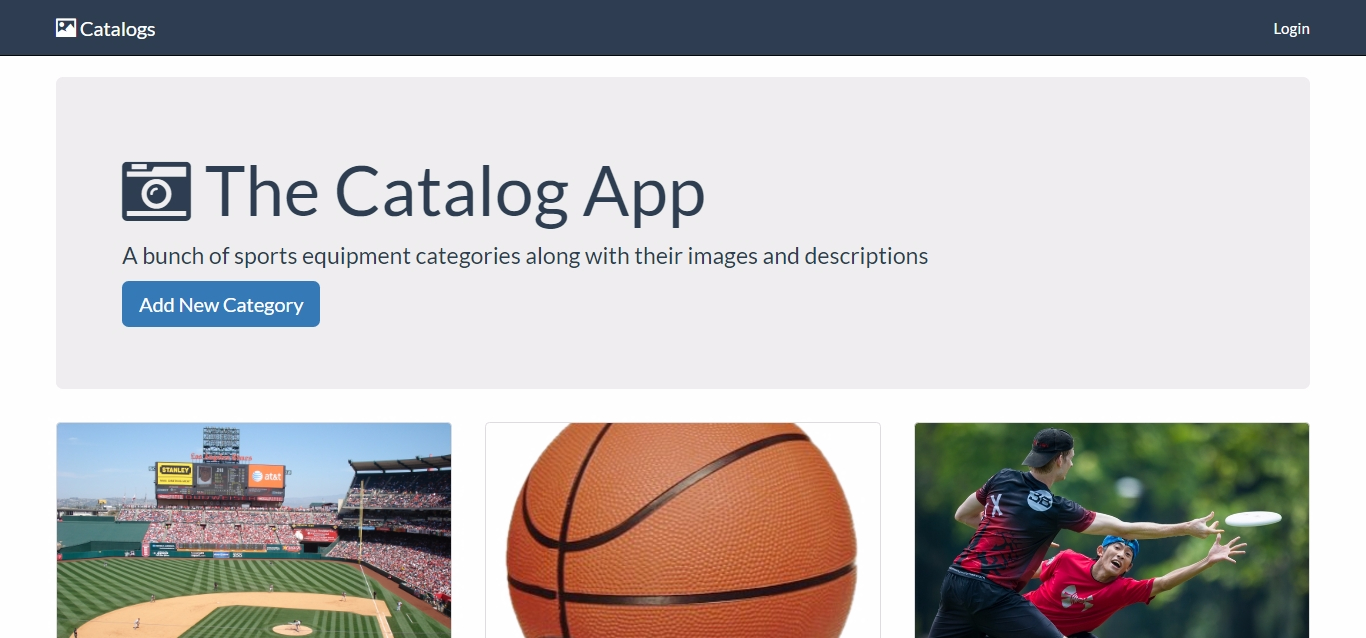 Catalogs
Login
The Catalog App
A bunch of sports equipment categories along with their images and descriptions
Add New Category
STANLEY
at&t
38
X